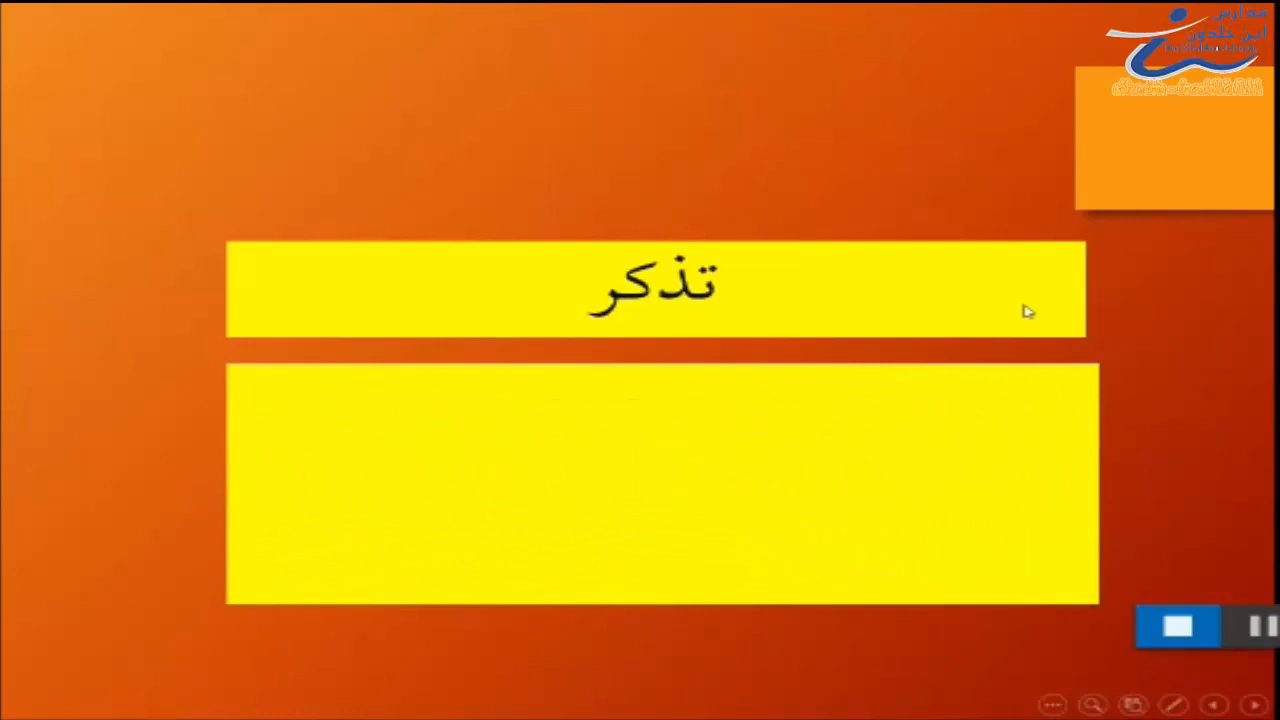 مدارس
ابن خلدون
تذكر